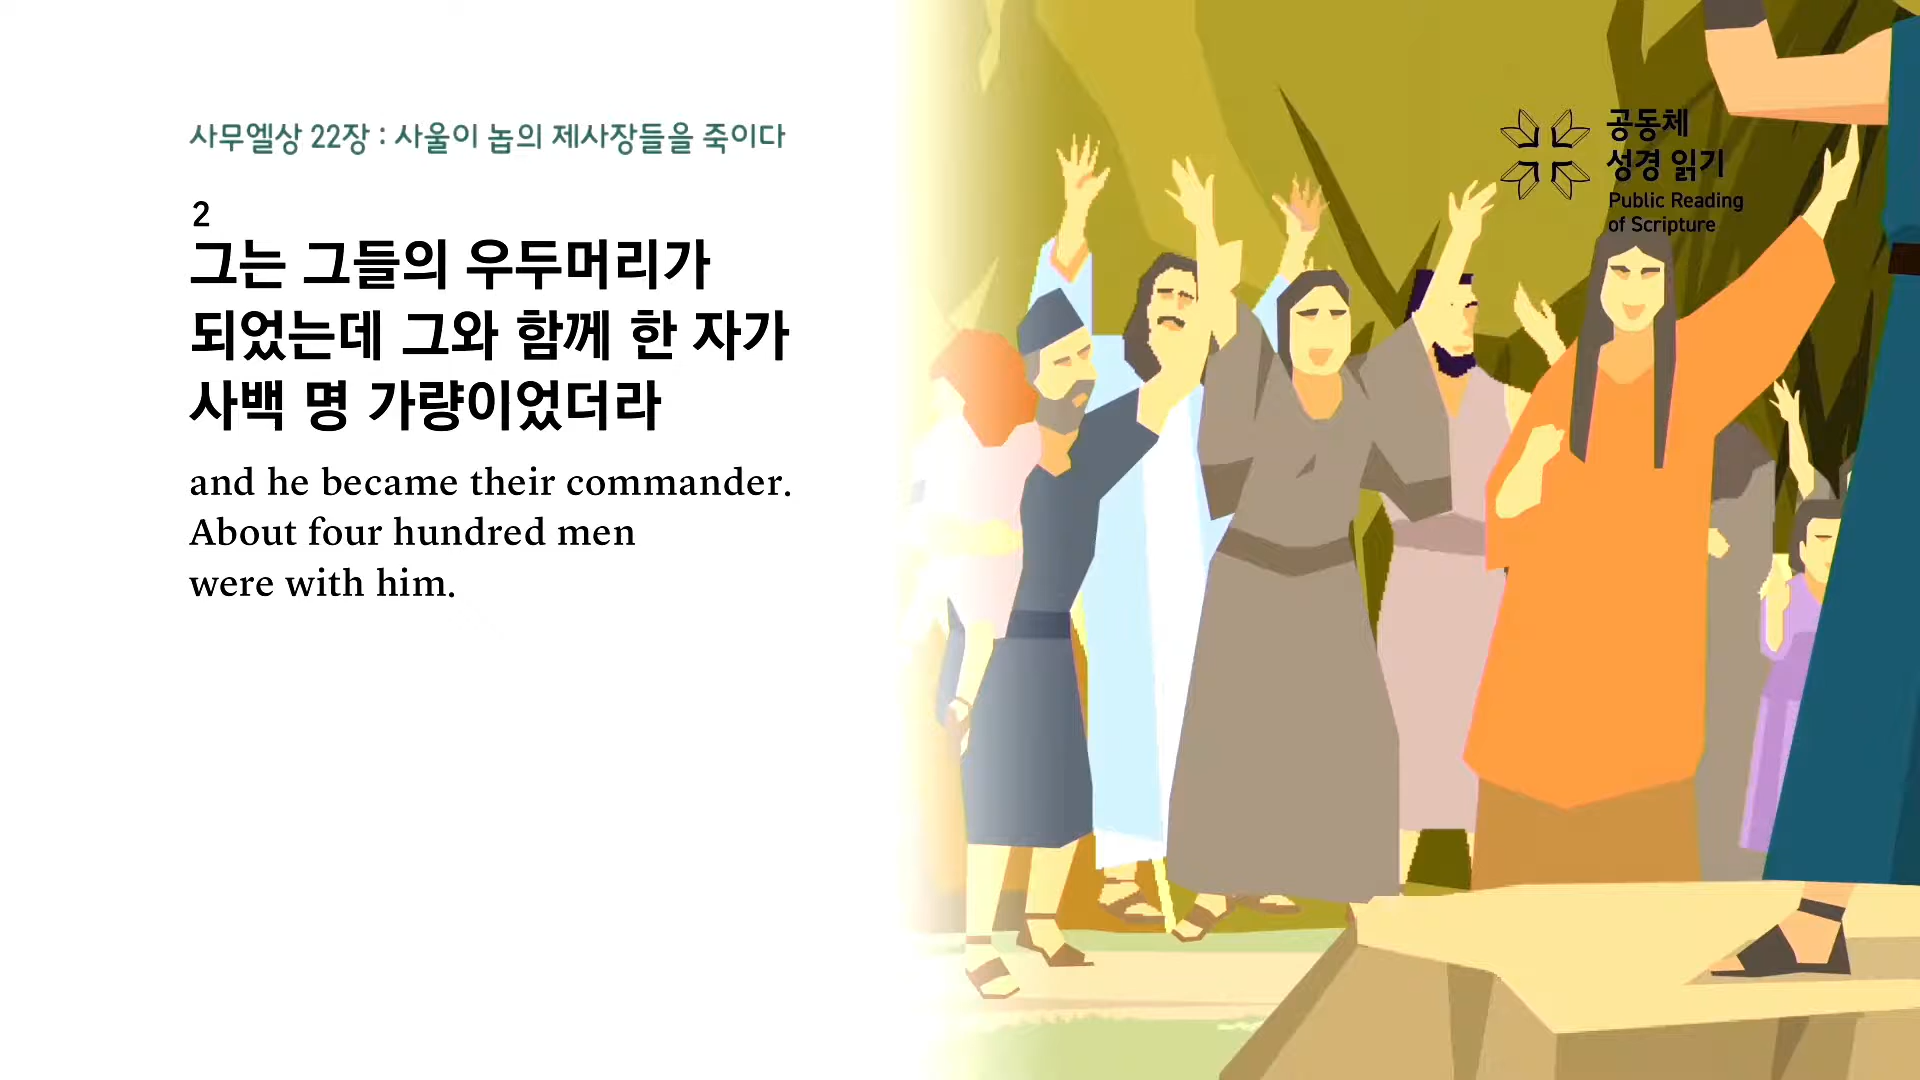 사무엘상 22장 : 사울이 놉의 제사장들을 죽이다
2
그는 그들의 우두머리가
되었는데 그와 함께 한 자가
사백 명 가량이었더라
and he became their commander.
About four hundred men
were with him.
공동체
성경 읽기
Public Reading
of Scripture